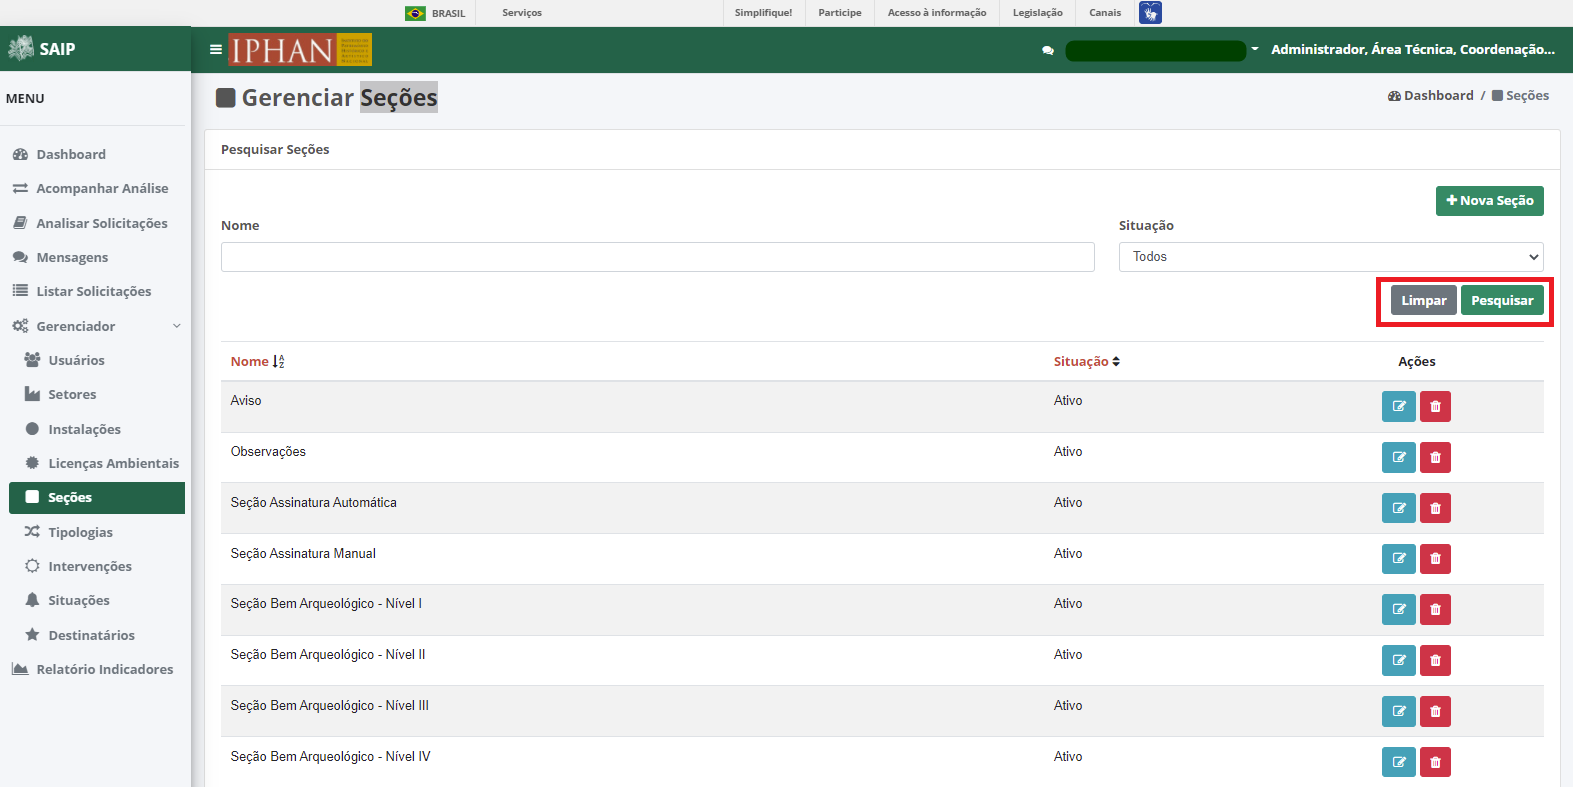 BRASIL Serviços Simplifique! Participe Acesso à informação Legislação Canais
SAIP
IPHAN
Administrador, Área Técnica, Coordenação...
MENU
Dashboard
Acompanhar Análise
Analisar Solicitações
Mensagens
Listar Solicitações
Gerenciador
Usuários
Setores
Instalações
Licenças Ambientais
Seções
Tipologias
Intervenções
Situações
Destinatários
Relatório Indicadores
Gerenciar Seções
Dashboard / Seções
Pesquisar Seções
Nova Seção
Nome Situação
Todos
Limpar Pesquisar
Nome Situação Ações
Aviso Ativo
Observações Ativo
Seção Assinatura Automática Ativo
Seção Assinatura Manual Ativo
Seção Bem Arqueológico - Nível I Ativo
Seção Bem Arqueológico - Nível II Ativo
Seção Bem Arqueológico - Nível III Ativo
Seção Bem Arqueológico - Nível IV Ativo